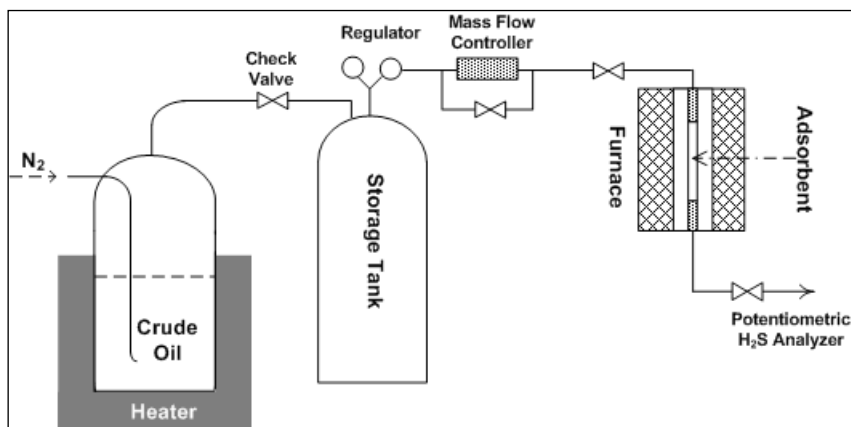 Mass Flow
Controller
Regulator
Check
Valve
N₂
Storage Tank
Furnace
Adsorbent
Crude
Oil
Heater
Potentiometric
H₂S Analyzer